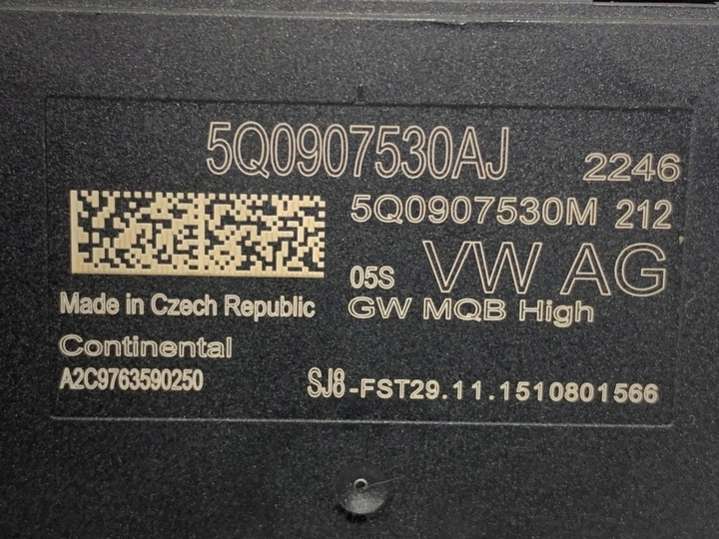 5Q0907530AJ 2246
5Q0907530M 212
05S VW AG
Made in Czech Republic GW MQB High
Continental
A2C9763590250 SJ8-FST29.11.1510801566